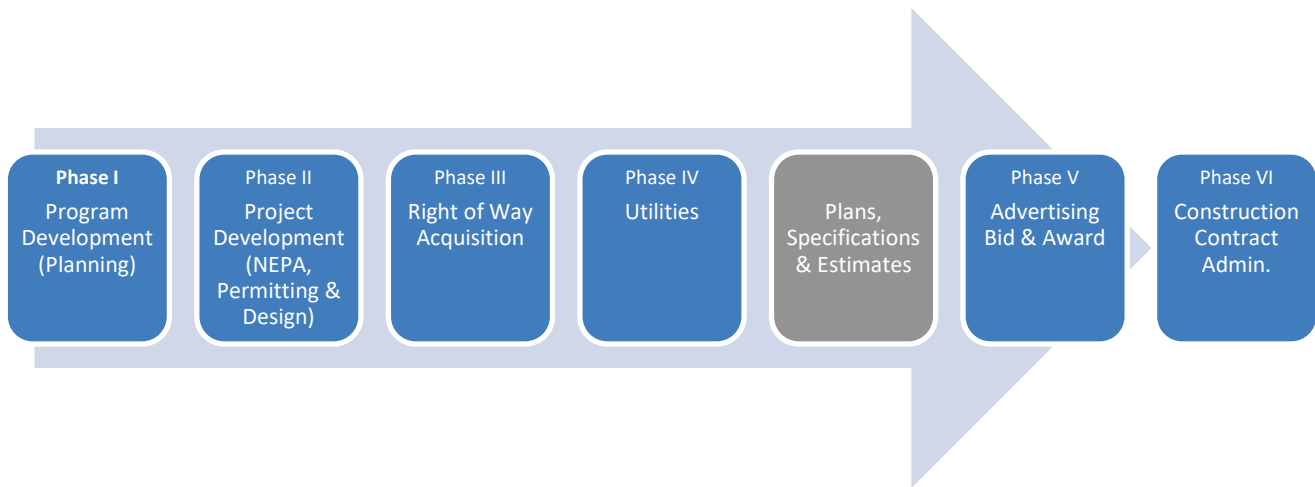 Phase I
Program
Development
(Planning)
Phase II
Project
Development
(NEPA,
Permitting &
Design)
Phase III
Right of Way
Acquisition
Phase IV
Utilities
Plans,
Specifications
& Estimates
Phase V
Advertising
Bid & Award
Phase VI
Construction
Contract
Admin.